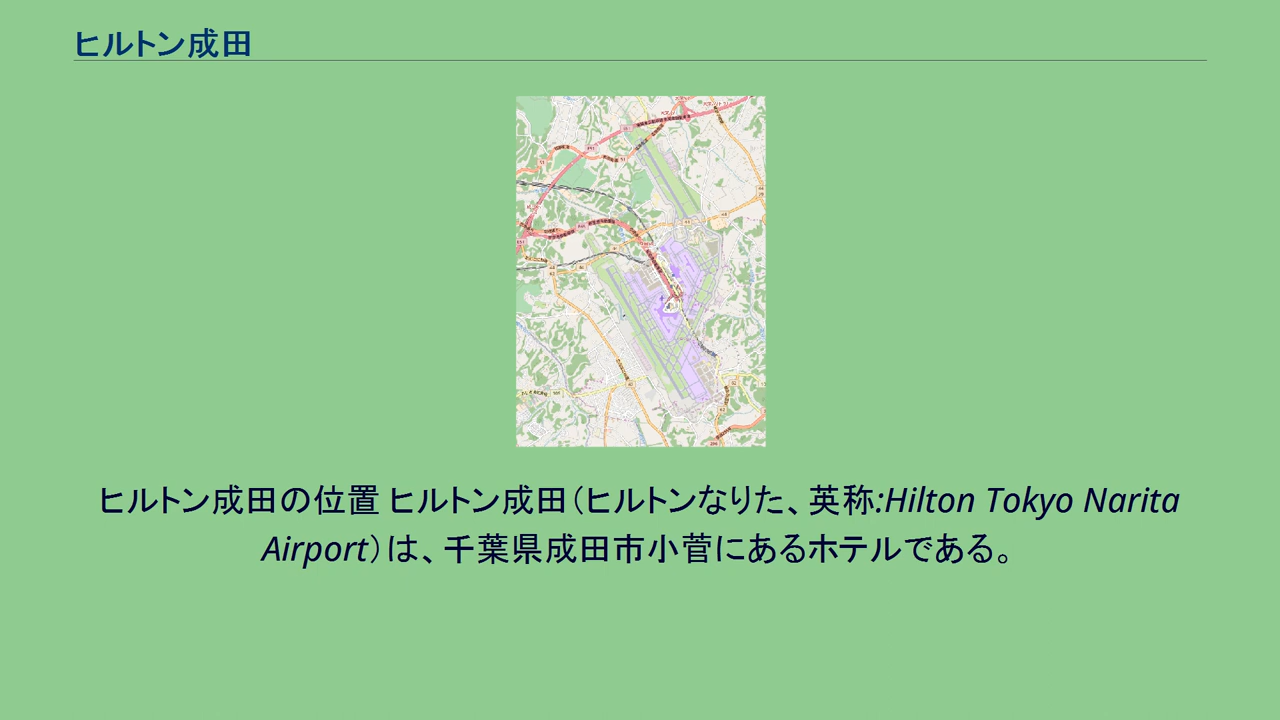 ヒルトン成田
ヒルトン成田の位置 ヒルトン成田（ヒルトンなりた、英称:Hilton Tokyo Narita
Airport）は、千葉県成田市小菅にあるホテルである。